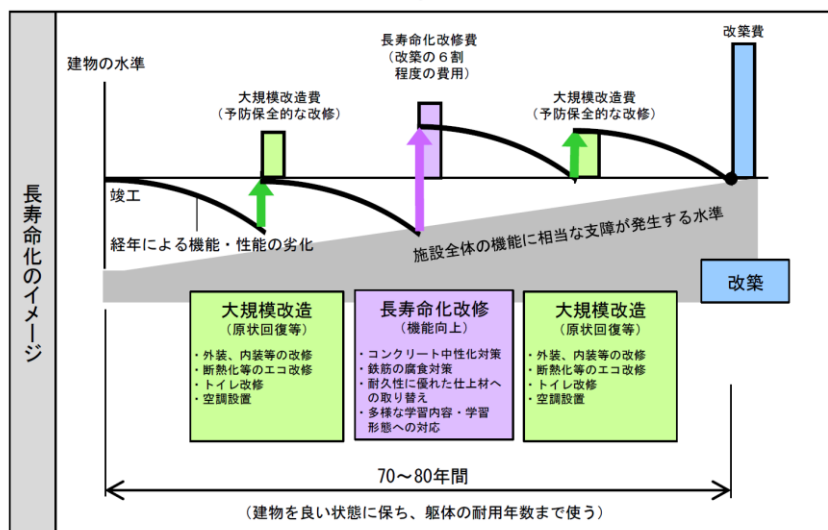 長寿命化のイメージ
建物の水準
大規模改造費
（予防保全的な改修）
長寿命化改修費
（改築の６割
程度の費用）
大規模改造費
（予防保全的な改修）
改築費
竣工
経年による機能・性能の劣化
施設全体の機能に相当な支障が発生する水準
改築
大規模改造
（原状回復等）
・外装、内装等の改修
・断熱化等のエコ改修
・トイレ改修
・空調設置
長寿命化改修
（機能向上）
・コンクリート中性化対策
・鉄筋の腐食対策
・耐久性に優れた仕上材へ
の取り替え
・多様な学習内容・学習
形態への対応
大規模改造
（原状回復等）
・外装、内装等の改修
・断熱化等のエコ改修
・トイレ改修
・空調設置
70～80年間
（建物を良い状態に保ち、躯体の耐用年数まで使う）